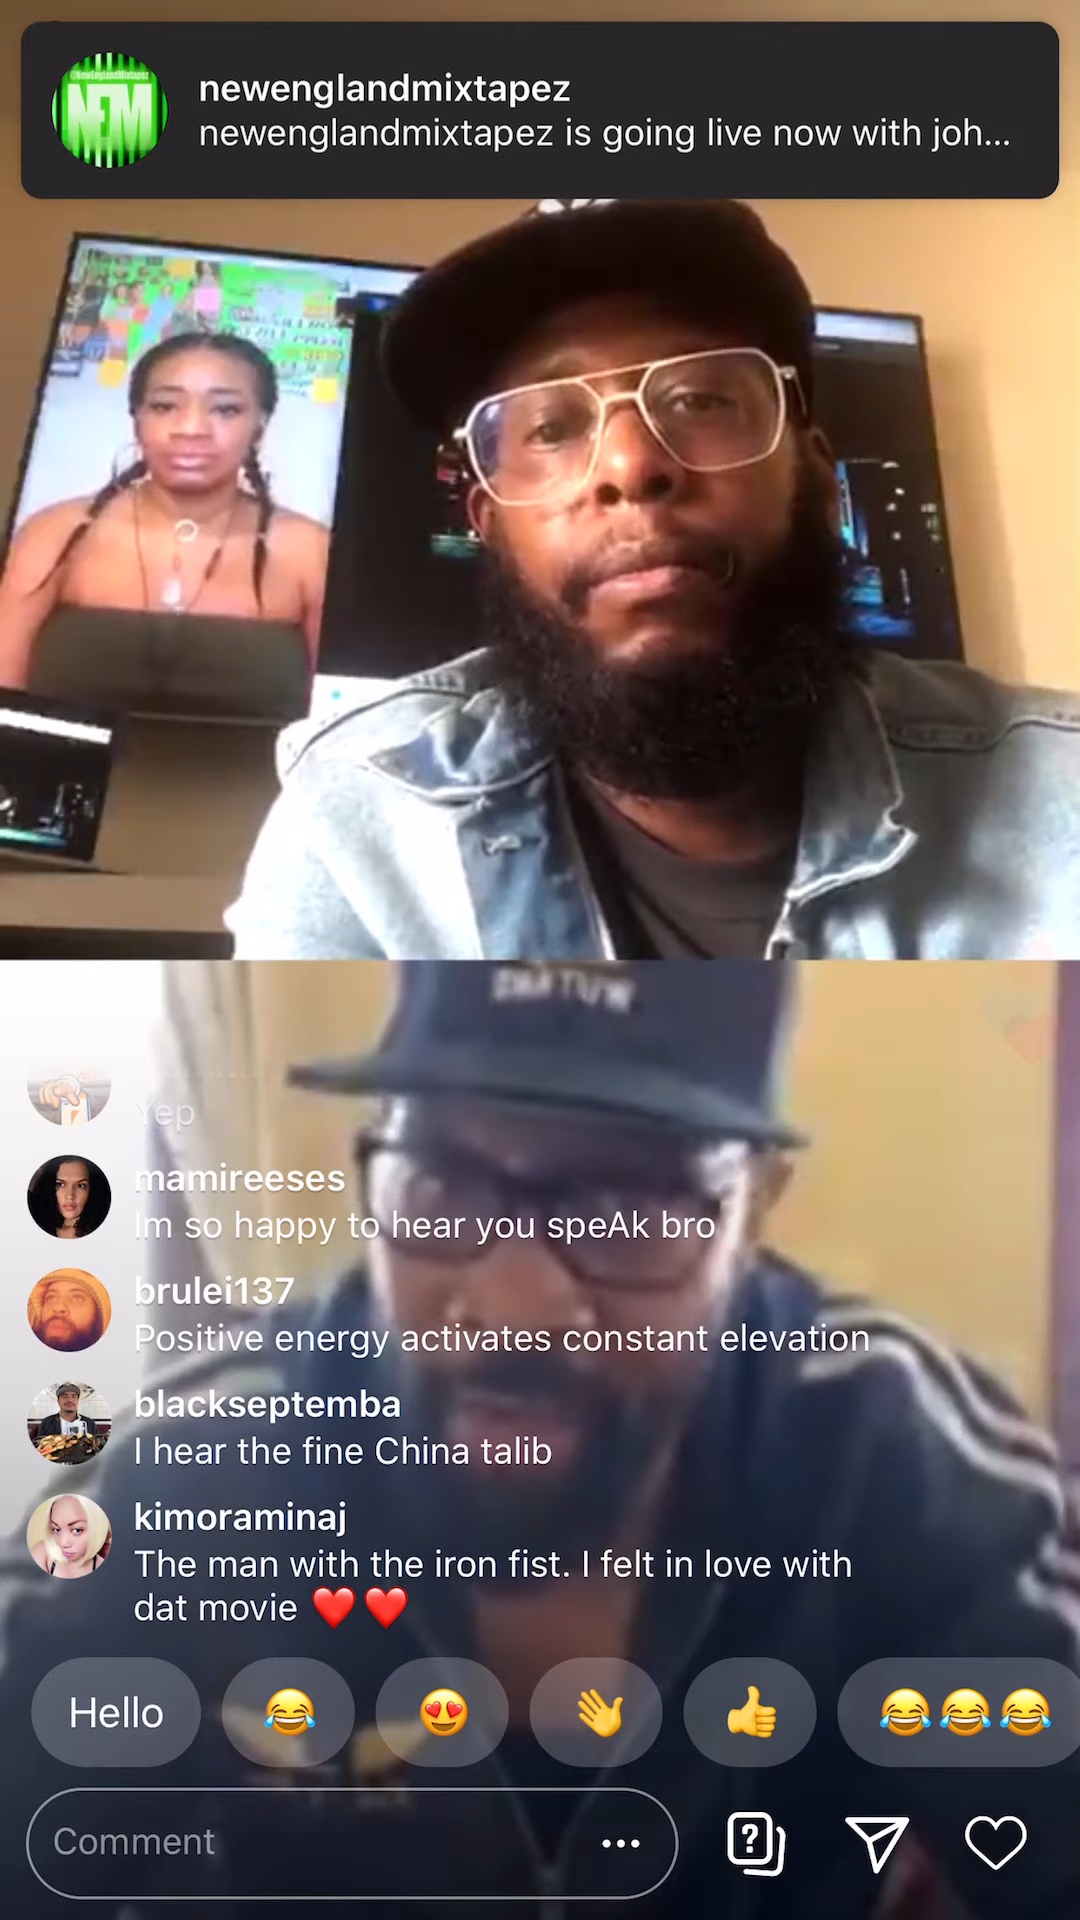 @NewEnglandMixtapez
NEM
newenglandmixtapez
newenglandmixtapez is going live now with joh...
Yep
mamireeses
Im so happy to hear you speAk bro
brulei137
Positive energy activates constant elevation
blackseptemba
I hear the fine China talib
kimoraminaj
The man with the iron fist. I felt in love with
dat movie ❤️❤️
Hello
😂
😍
👋
👍
😂😂😂
Comment